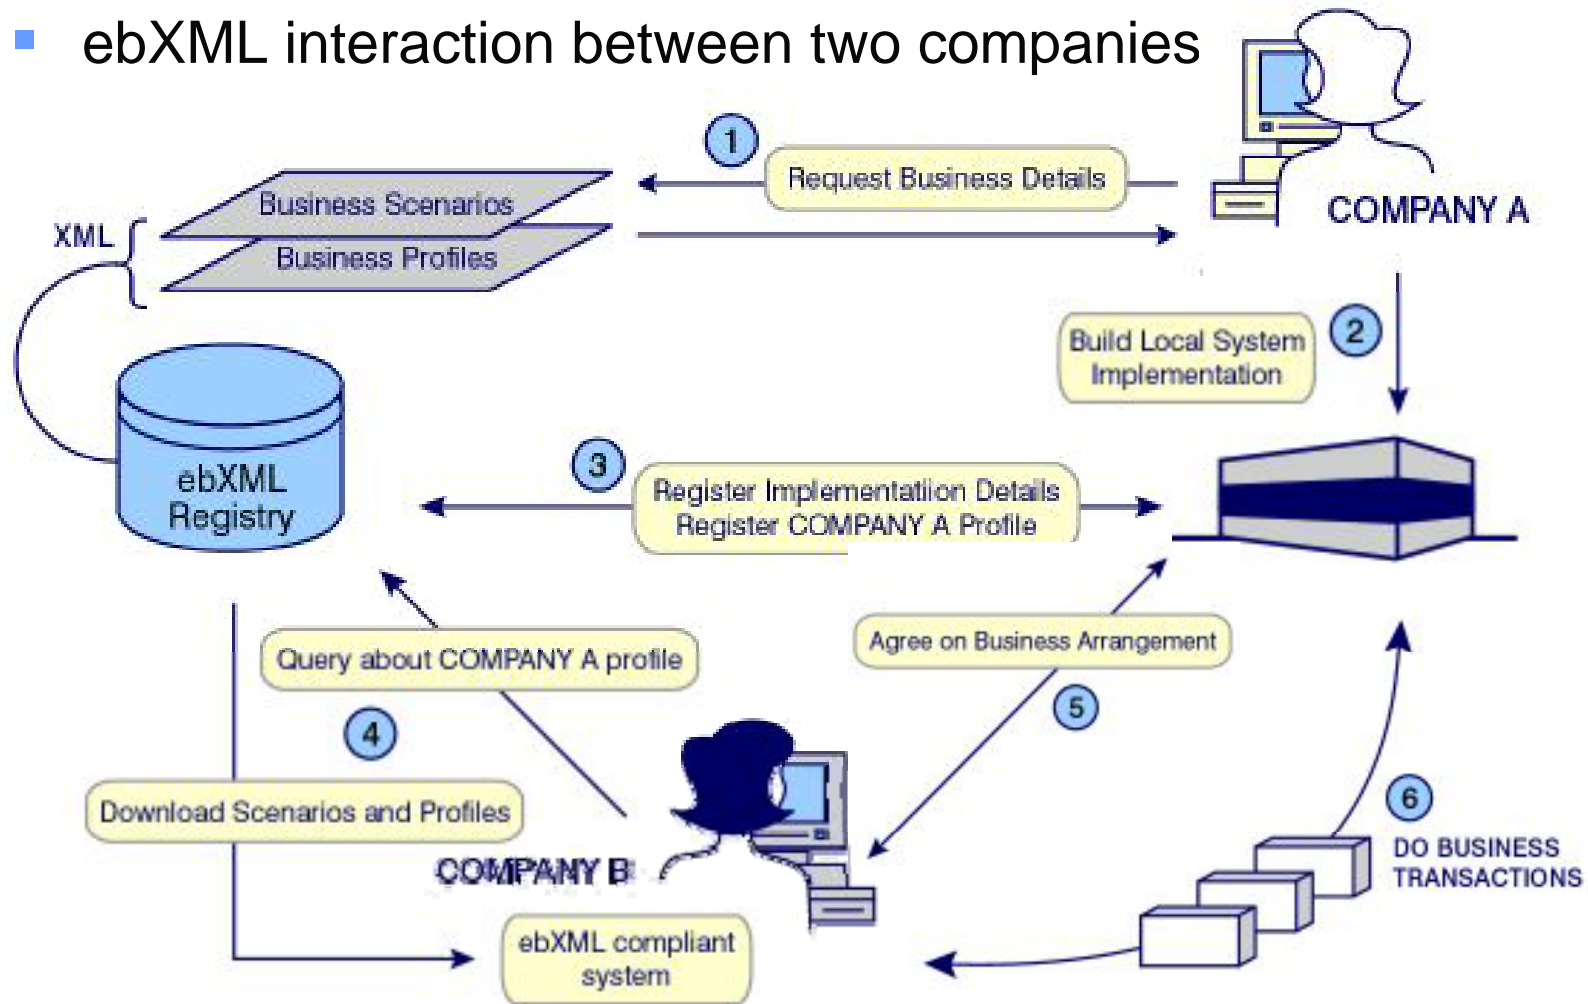 ebXML interaction between two companies
1
Request Business Details
COMPANY A
Business Scenarios
XML
Business Profiles
2
Build Local System
Implementation
3
Register Implementatiion Details
Register COMPANY A Profile
ebXML
Registry
Query about COMPANY A profile
4
Download Scenarios and Profiles
Agree on Business Arrangement
5
COMPANY B
ebXML compliant
system
6
DO BUSINESS
TRANSACTIONS